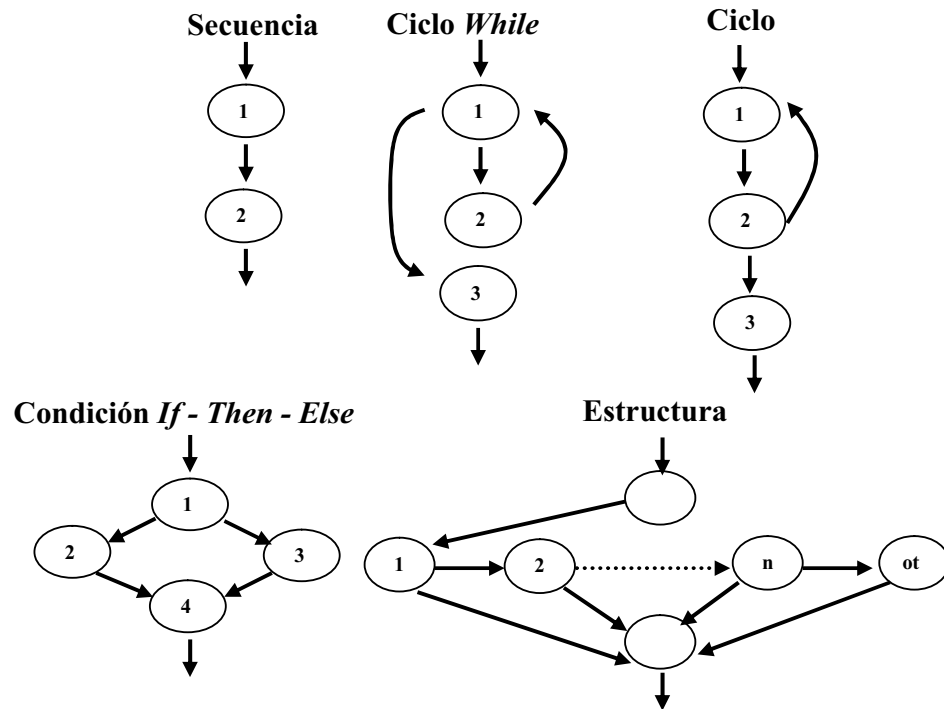 Secuencia
Ciclo While
Ciclo
1
1
1
2
2
2
3
3
Condición If - Then - Else
Estructura
1
2
3
4
1
2
n
ot